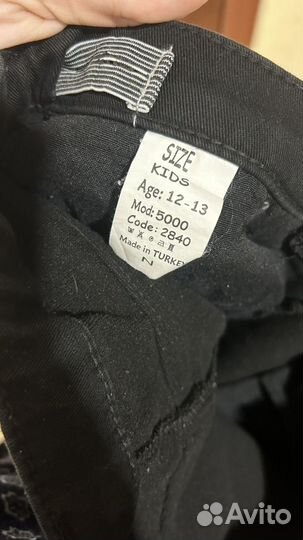 SIZE
KIDS
Age: 12-13
Mod: 5000
Code: 2840
Made in TURKEY
N
Avito